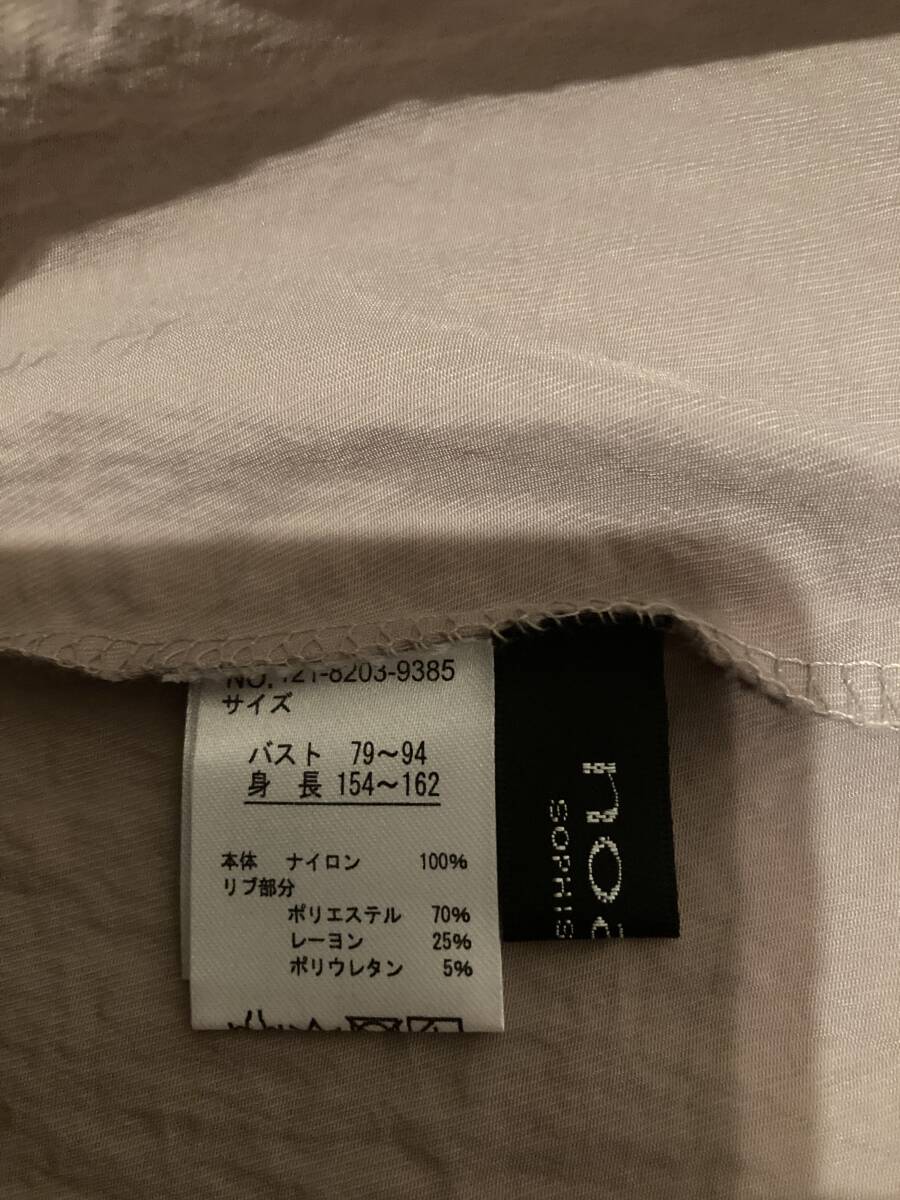 NO. 121-8203-9385
サイズ
バスト 79～94
身 長 154～162
本体 ナイロン 100%
リブ部分
ポリエステル 70%
レーヨン 25%
ポリウレタン 5%
no
SOPHIS